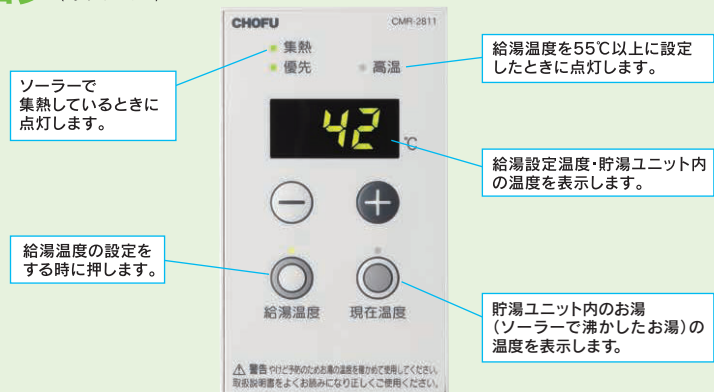 CHOFU
CMR-2811
集熱
優先
高温
ソーラーで
集熱しているときに
点灯します。
給湯温度を55℃以上に設定
したときに点灯します。
42
℃
給湯設定温度・貯湯ユニット内
の温度を表示します。
給湯温度の設定を
する時に押します。
給湯温度
現在温度
貯湯ユニット内のお湯
（ソーラーで沸かしたお湯）の
温度を表示します。
警告 やけど予防のためお湯の温度を確かめて使用してください。
取扱説明書をよくお読みになり正しくご使用ください。